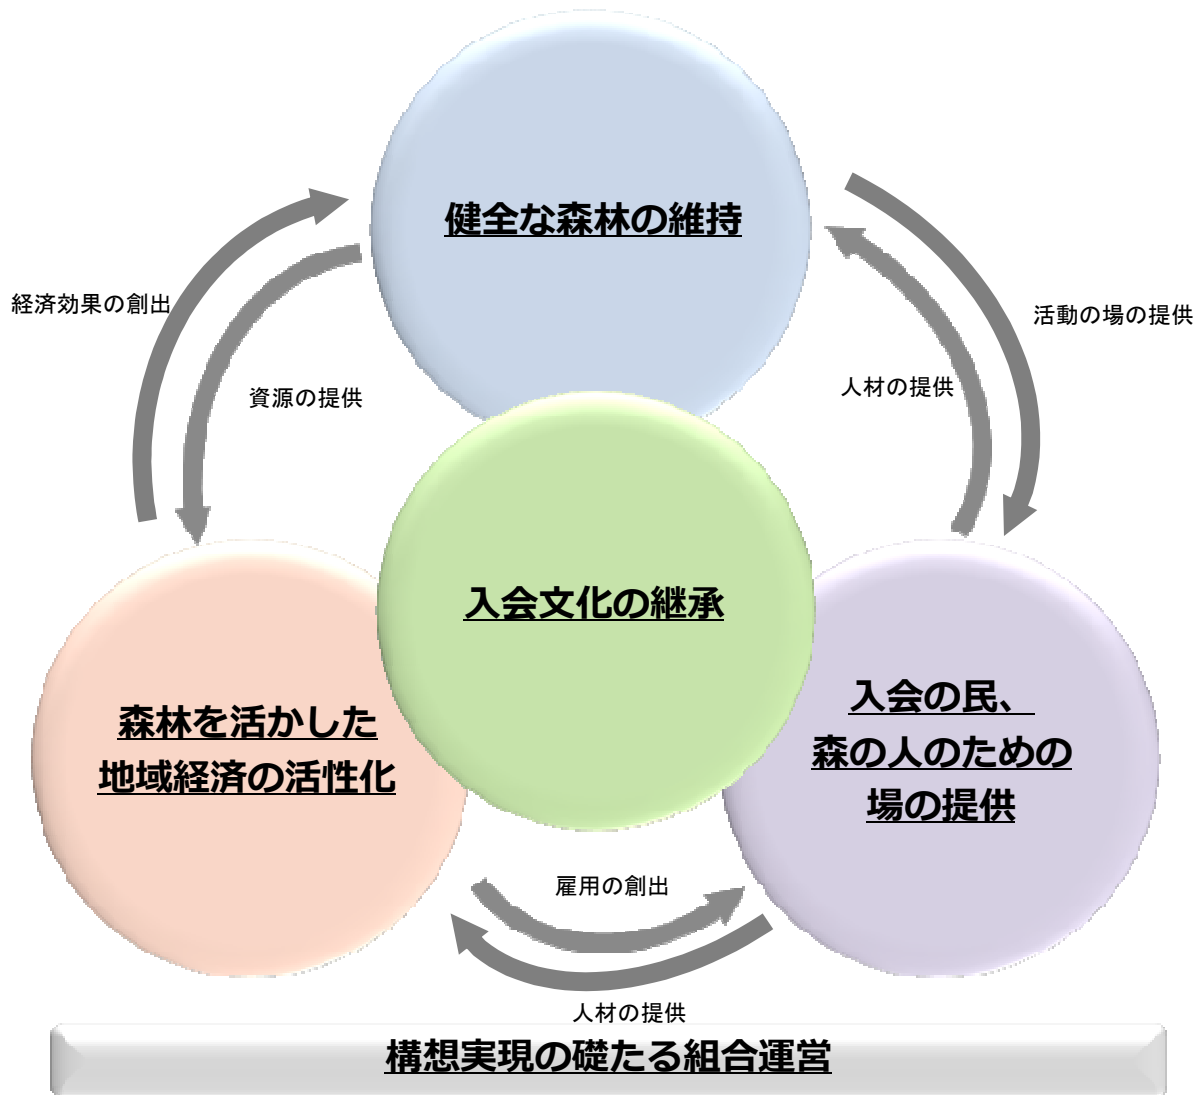 健全な森林の維持
経済効果の創出
活動の場の提供
資源の提供
人材の提供
入会文化の継承
森林を活かした
地域経済の活性化
入会の民、
森の人のための
場の提供
雇用の創出
人材の提供
構想実現の礎たる組合運営